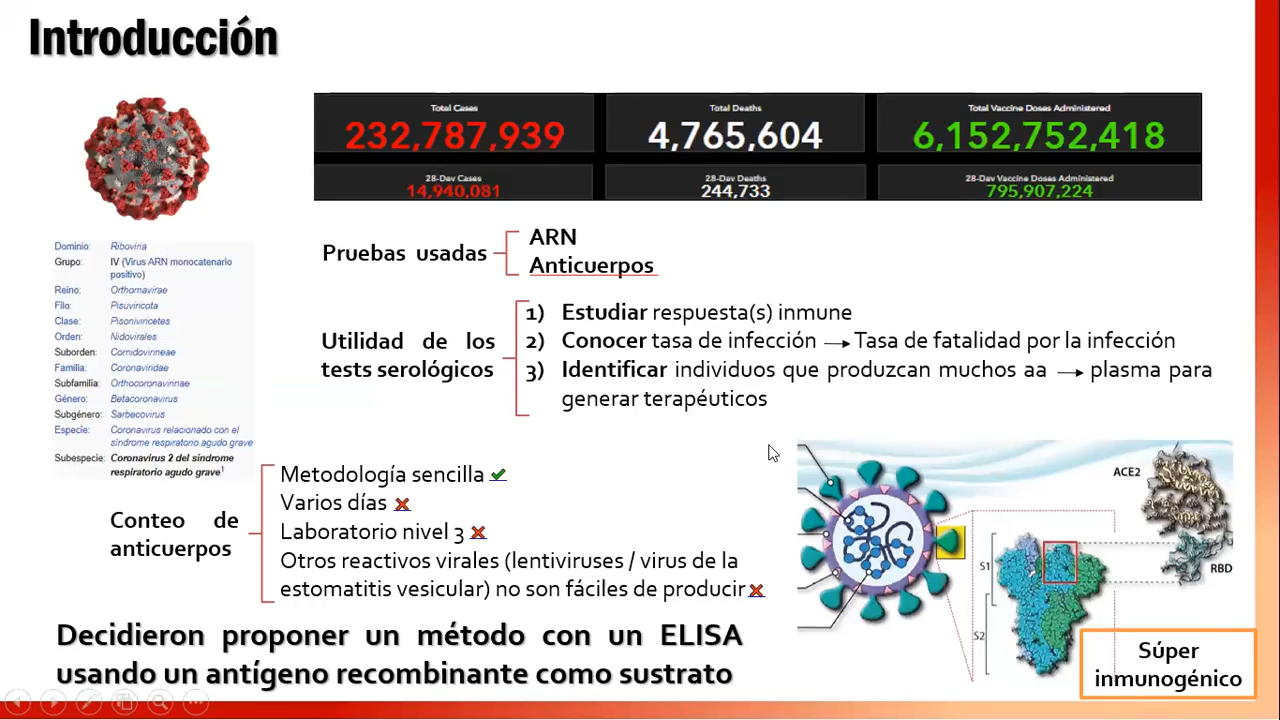 Introducción
Total Cases
232,787,939
Total Deaths
4,765,604
Total Vaccine Doses Administered
6,152,752,418
28-Day Cases
14,940,081
28-Day Deaths
244,733
28-Day Vaccine Doses Administered
795,907,224
Dominio: Riboviria
Grupo: IV (Virus ARN monocatenario
positivo)
Reino: Orthornavirae
Filo: Pisuviricota
Clase: Pisoniviricetes
Orden: Nidovirales
Suborden: Cornidovirineae
Familia: Coronaviridae
Subfamilia: Orthocoronavirinae
Género: Betacoronavirus
Subgénero: Sarbecovirus
Especie: Coronavirus relacionado con el
síndrome respiratorio agudo grave
Subespecie: Coronavirus 2 del síndrome
respiratorio agudo grave1
Pruebas usadas
ARN
Anticuerpos
Utilidad de los
tests serológicos
1) Estudiar respuesta(s) inmune
2) Conocer tasa de infección → Tasa de fatalidad por la infección
3) Identificar individuos que produzcan muchos aa → plasma para
generar terapéuticos
Conteo de
anticuerpos
Metodología sencilla ✓
Varios días ✗
Laboratorio nivel 3 ✗
Otros reactivos virales (lentiviruses / virus de la
estomatitis vesicular) no son fáciles de producir ✗
ACE2
RBD
S1
S2
Súper
inmunogénico
Decidieron proponer un método con un ELISA
usando un antígeno recombinante como sustrato